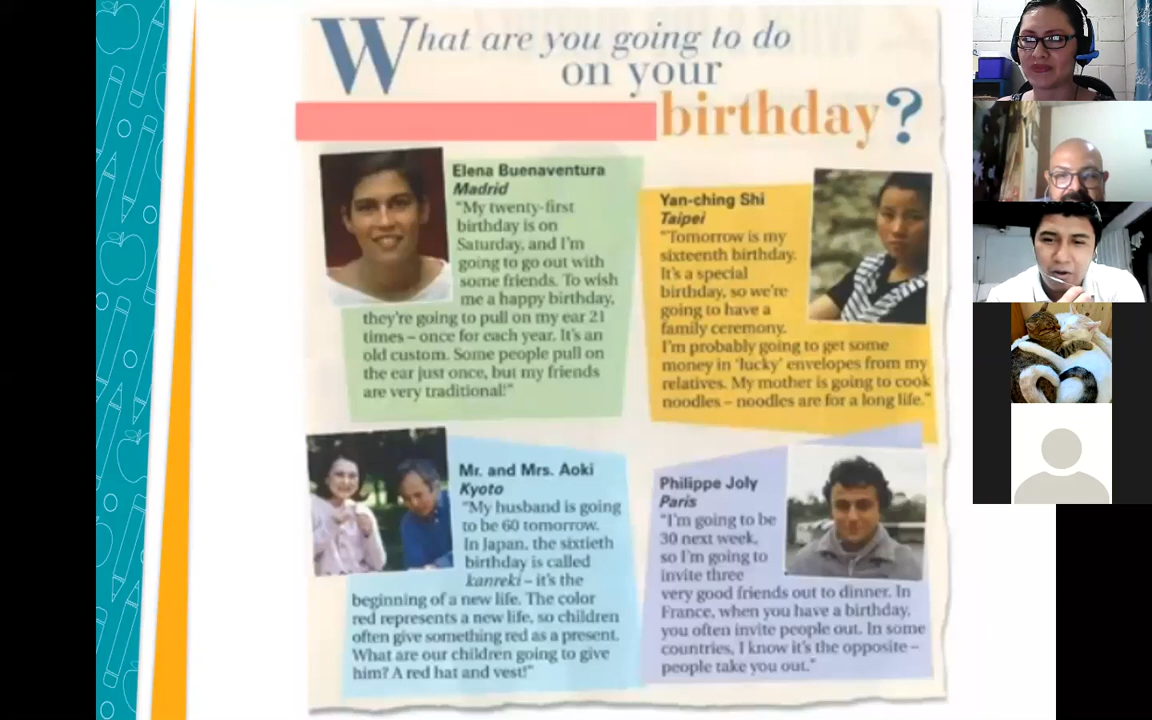 What are you going to do
on your
birthday?
Elena Buenaventura
Madrid
"My twenty-first
birthday is on
Saturday, and I'm
going to go out with
some friends. To wish
me a happy birthday,
they're going to pull on my ear 21
times – once for each year. It's an
old custom. Some people pull on
the ear just once, but my friends
are very traditional!"
Yan-ching Shi
Taipei
"Tomorrow is my
sixteenth birthday.
It's a special
birthday, so we're
going to have a
family ceremony.
I'm probably going to get some
money in 'lucky' envelopes from my
relatives. My mother is going to cook
noodles – noodles are for a long life."
Mr. and Mrs. Aoki
Kyoto
"My husband is going
to be 60 tomorrow.
In Japan, the sixtieth
birthday is called
kanreki – it's the
beginning of a new life. The color
red represents a new life, so children
often give something red as a present.
What are our children going to give
him? A red hat and vest!"
Philippe Joly
Paris
"I'm going to be
30 next week,
so I'm going to
invite three
very good friends out to dinner. In
France, when you have a birthday,
you often invite people out. In some
countries, I know it's the opposite –
people take you out."